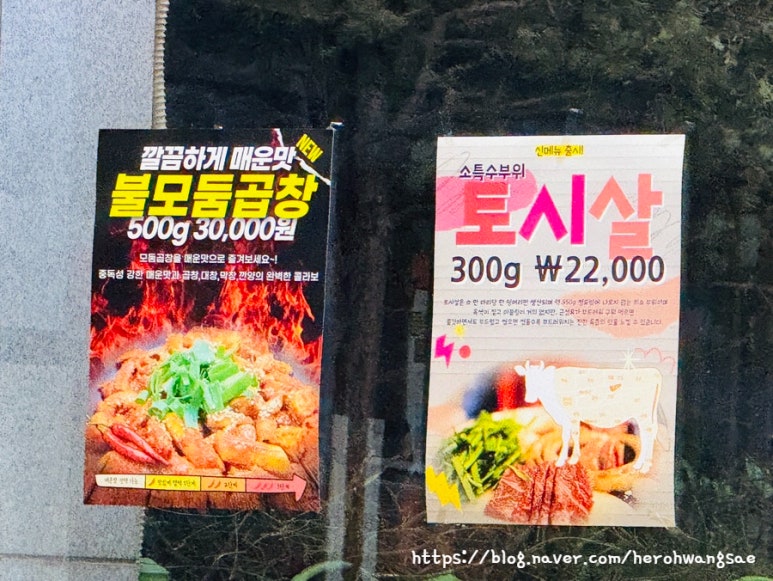 NEW
깔끔하게 매운맛
불모둠곱창
500g 30,000원
모둠곱창을 매운맛으로 즐겨보세요~!
중독성 강한 매운맛과 곱창,대창,막창,깐양의 완벽한 콜라보
신메뉴 출시
소특수부위
토시살
300g ₩22,000
https://blog.naver.com/herohwangsae